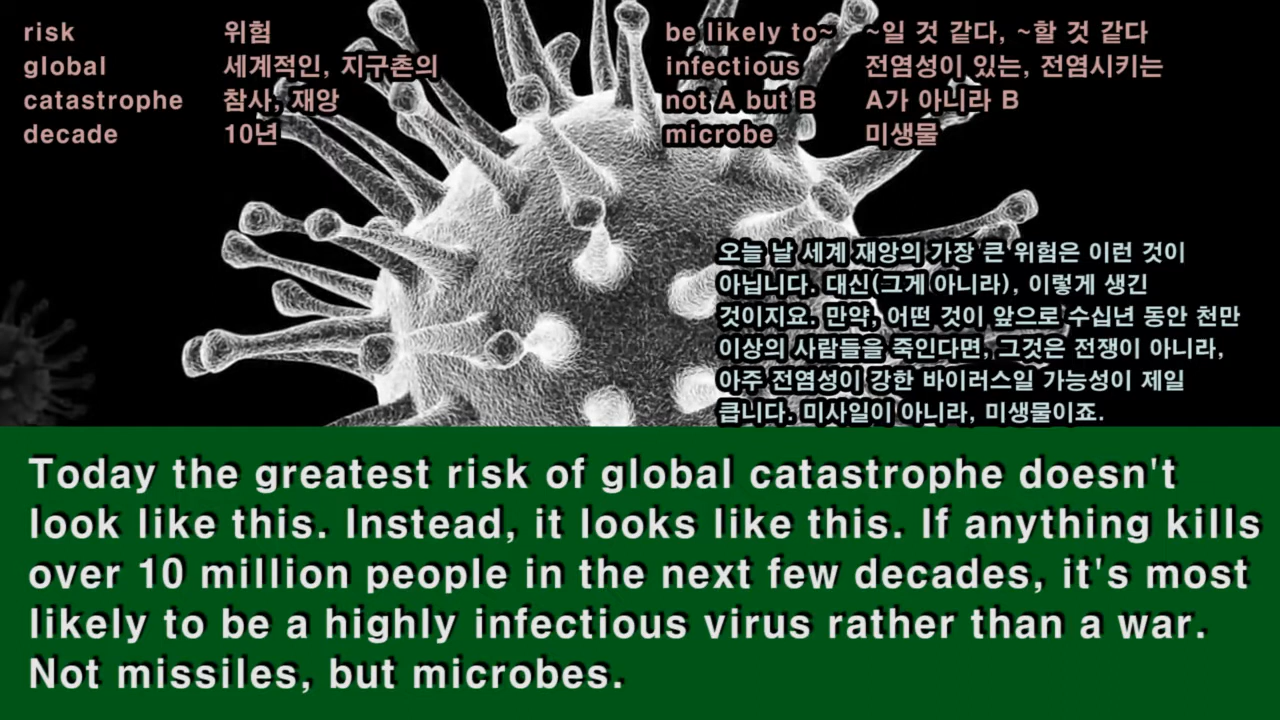 risk 위험
global 세계적인, 지구촌의
catastrophe 참사, 재앙
decade 10년
be likely to~ ~일 것 같다, ~할 것 같다
infectious 전염성이 있는, 전염시키는
not A but B A가 아니라 B
microbe 미생물
오늘 날 세계 재앙의 가장 큰 위험은 이런 것이
아닙니다. 대신(그게 아니라), 이렇게 생긴
것이지요. 만약, 어떤 것이 앞으로 수십년 동안 천만
이상의 사람들을 죽인다면, 그것은 전쟁이 아니라,
아주 전염성이 강한 바이러스일 가능성이 제일
큽니다. 미사일이 아니라, 미생물이죠.
Today the greatest risk of global catastrophe doesn't
look like this. Instead, it looks like this. If anything kills
over 10 million people in the next few decades, it's most
likely to be a highly infectious virus rather than a war.
Not missiles, but microbes.